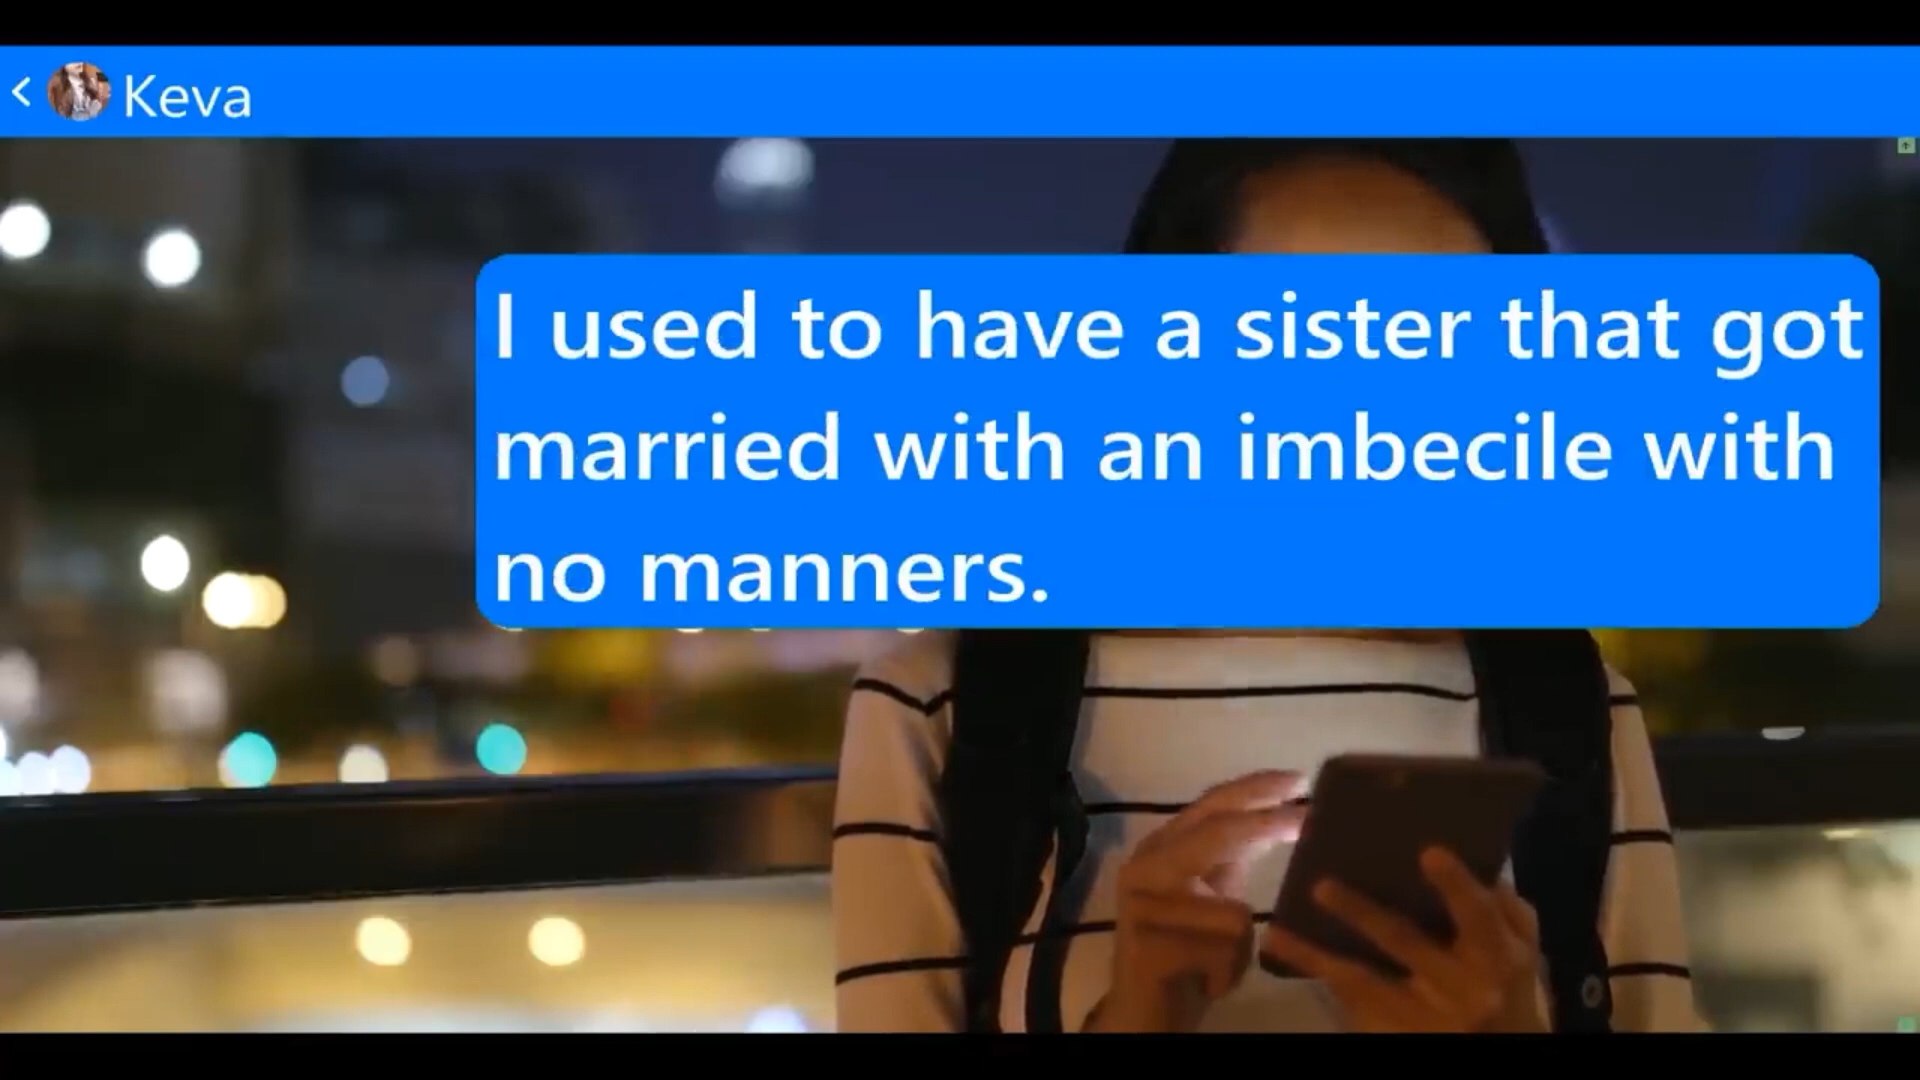 Keva
I used to have a sister that got
married with an imbecile with
no manners.